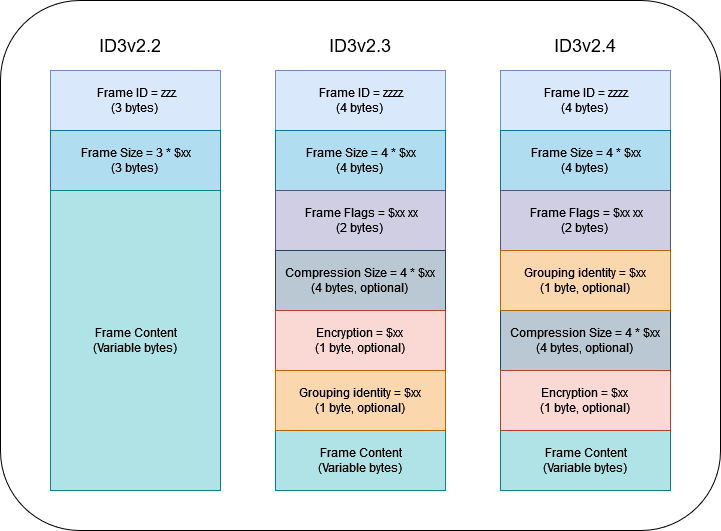 ID3v2.2
Frame ID = zzz
(3 bytes)
Frame Size = 3 * $xx
(3 bytes)
Frame Content
(Variable bytes)
ID3v2.3
Frame ID = zzzz
(4 bytes)
Frame Size = 4 * $xx
(4 bytes)
Frame Flags = $xx xx
(2 bytes)
Compression Size = 4 * $xx
(4 bytes, optional)
Encryption = $xx
(1 byte, optional)
Grouping identity = $xx
(1 byte, optional)
Frame Content
(Variable bytes)
ID3v2.4
Frame ID = zzzz
(4 bytes)
Frame Size = 4 * $xx
(4 bytes)
Frame Flags = $xx xx
(2 bytes)
Grouping identity = $xx
(1 byte, optional)
Compression Size = 4 * $xx
(4 bytes, optional)
Encryption = $xx
(1 byte, optional)
Frame Content
(Variable bytes)